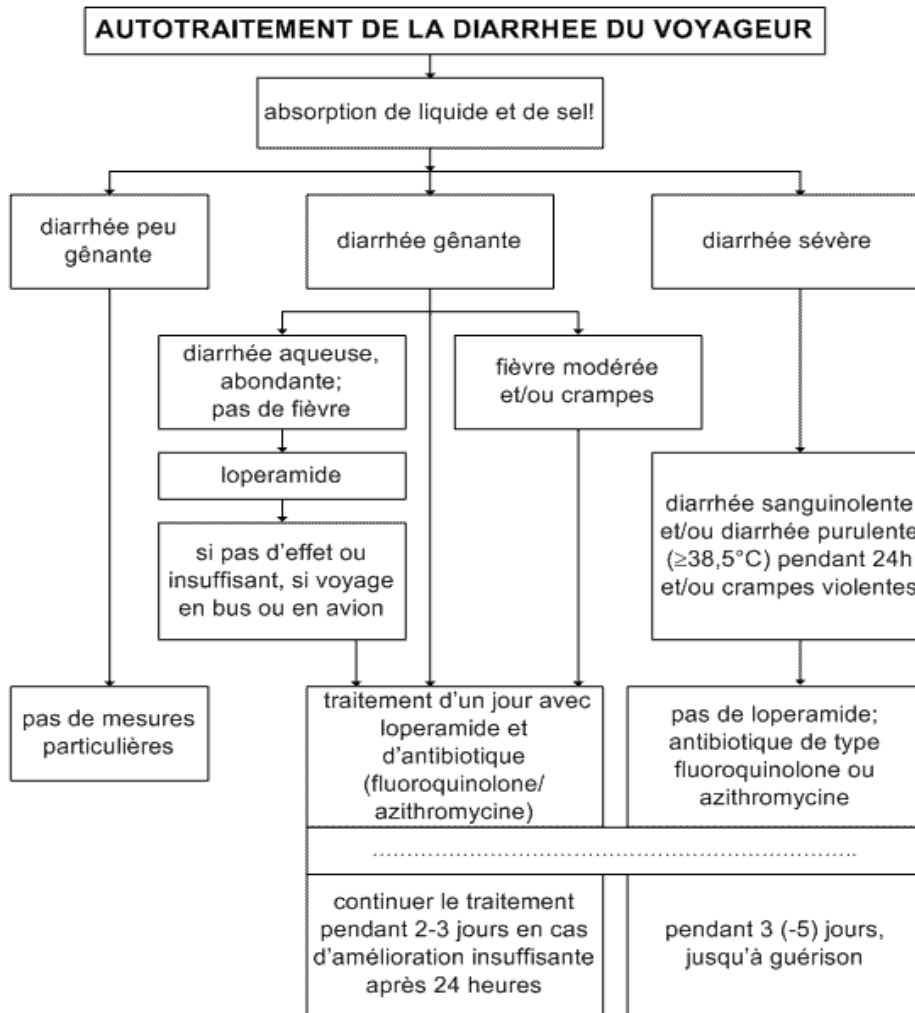 AUTOTRAITEMENT DE LA DIARRHEE DU VOYAGEUR
absorption de liquide et de sel!
diarrhée peu
gênante
diarrhée gênante
diarrhée sévère
diarrhée aqueuse,
abondante;
pas de fièvre
fièvre modérée
et/ou crampes
loperamide
si pas d'effet ou
insuffisant, si voyage
en bus ou en avion
diarrhée sanguinolente
et/ou diarrhée purulente
(≥38,5°C) pendant 24h
et/ou crampes violentes
pas de mesures
particulières
traitement d'un jour avec
loperamide et
d'antibiotique
(fluoroquinolone/
azithromycine)
pas de loperamide;
antibiotique de type
fluoroquinolone ou
azithromycine
continuer le traitement
pendant 2-3 jours en cas
d'amélioration insuffisante
après 24 heures
pendant 3 (-5) jours,
jusqu'à guérison